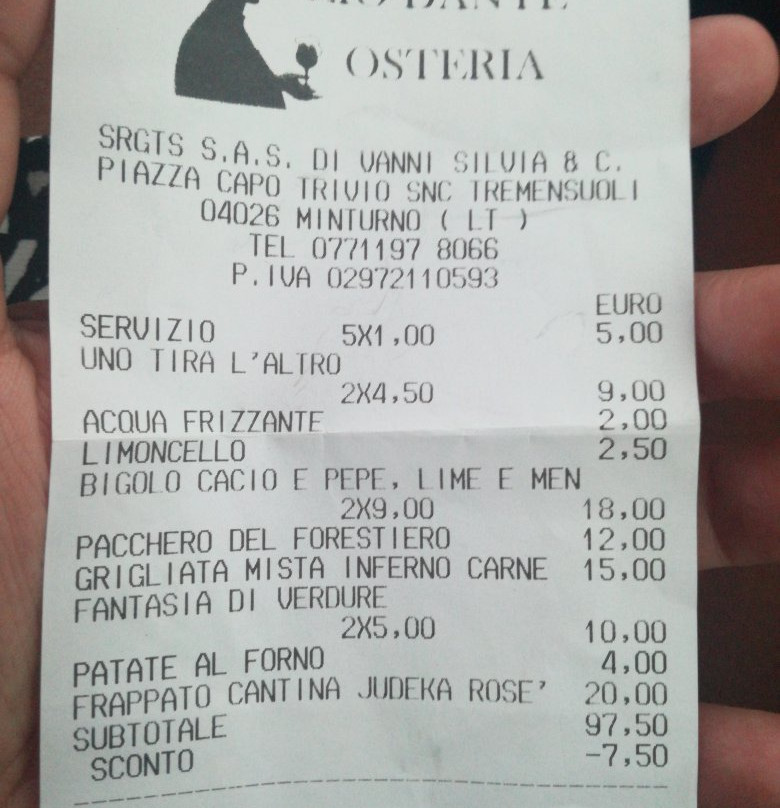 DANTE
OSTERIA
SRGTS S.A.S. DI VANNI SILVIA & C.
PIAZZA CAPO TRIVIO SNC TREMENSUOLI
04026 MINTURNO ( LT )
TEL 0771197 8066
P.IVA 02972110593
EURO
SERVIZIO 5X1,00 5,00
UNO TIRA L'ALTRO
2X4,50 9,00
ACQUA FRIZZANTE 2,00
LIMONCELLO 2,50
BIGOLO CACIO E PEPE, LIME E MEN
2X9,00 18,00
PACCHERO DEL FORESTIERO 12,00
GRIGLIATA MISTA INFERNO CARNE 15,00
FANTASIA DI VERDURE
2X5,00 10,00
PATATE AL FORNO 4,00
FRAPPATO CANTINA JUDEKA ROSE' 20,00
SUBTOTALE 97,50
SCONTO -7,50